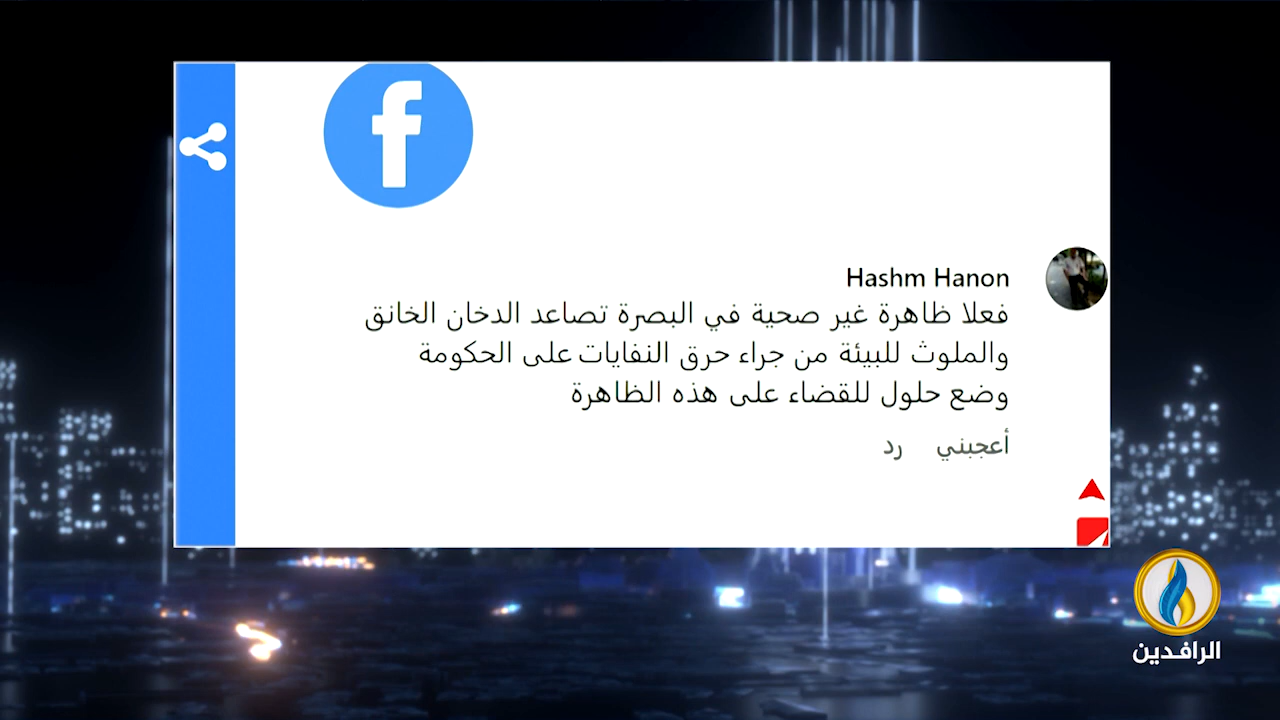 Hashm Hanon
فعلا ظاهرة غير صحية في البصرة تصاعد الدخان الخانق
والملوث للبيئة من جراء حرق النفايات على الحكومة
وضع حلول للقضاء على هذه الظاهرة
أعجبني رد
الرافدين